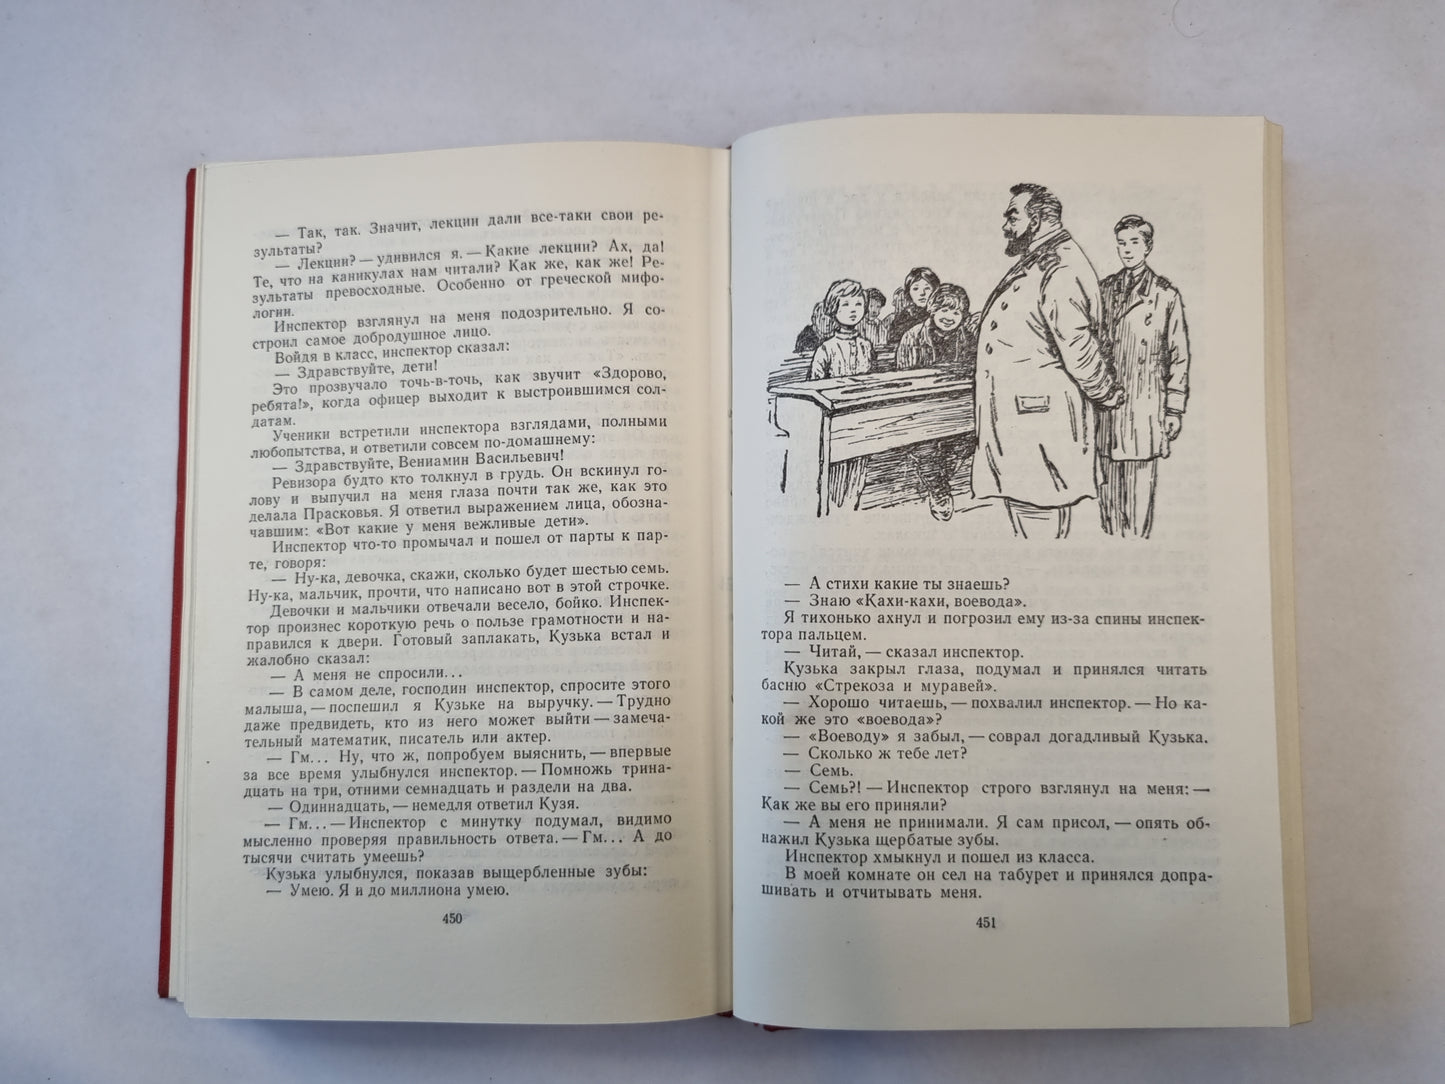 — Так, так. Значит, лекции дали все-таки свои ре-
зультаты?
— Лекции? — удивился я. — Какие лекции? Ах, да!
Те, что на каникулах нам читали? Как же, как же! Ре-
зультаты превосходные. Особенно от греческой мифо-
логии.
Инспектор взглянул на меня подозрительно. Я со-
строил самое добродушное лицо.
Войдя в класс, инспектор сказал:
— Здравствуйте, дети!
Это прозвучало точь-в-точь, как звучит «Здорово,
ребята!», когда офицер выходит к выстроившимся сол-
датам.
Ученики встретили инспектора взглядами, полными
любопытства, и ответили совсем по-домашнему:
— Здравствуйте, Вениамин Васильевич!
Ревизора будто кто толкнул в грудь. Он вскинул го-
лову и выпучил на меня глаза почти так же, как это
делала Прасковья. Я ответил выражением лица, обозна-
чавшим: «Вот какие у меня вежливые дети».
Инспектор что-то промычал и пошел от парты к пар-
те, говоря:
— Ну-ка, девочка, скажи, сколько будет шестью семь.
Ну-ка, мальчик, прочти, что написано вот в этой строчке.
Девочки и мальчики отвечали весело, бойко. Инспек-
тор произнес короткую речь о пользе грамотности и на-
правился к двери. Готовый заплакать, Кузька встал и
жалобно сказал:
— А меня не спросили...
— В самом деле, господин инспектор, спросите этого
малыша, — поспешил я Кузьке на выручку. — Трудно
даже предвидеть, кто из него может выйти — замеча-
тельный математик, писатель или актер.
— Гм... Ну, что ж, попробуем выяснить, — впервые
за все время улыбнулся инспектор. — Помножь трина-
дцать на три, отними семнадцать и раздели на два.
— Одиннадцать, — немедля ответил Кузя.
— Гм... — Инспектор с минутку подумал, видимо
мысленно проверяя правильность ответа. — Гм... А до
тысячи считать умеешь?
Кузька улыбнулся, показав выщербленные зубы:
— Умею. Я и до миллиона умею.
450
— А стихи какие ты знаешь?
— Знаю «Кахи-кахи, воевода».
Я тихонько ахнул и погрозил ему из-за спины инспек-
тора пальцем.
— Читай, — сказал инспектор.
Кузька закрыл глаза, подумал и принялся читать
басню «Стрекоза и муравей».
— Хорошо читаешь, — похвалил инспектор. — Но ка-
кой же это «воевода»?
— «Воеводу» я забыл, — соврал догадливый Кузька.
— Сколько ж тебе лет?
— Семь.
— Семь?! — Инспектор строго взглянул на меня: —
Как же вы его приняли?
— А меня не принимали. Я сам присол, — опять об-
нажил Кузька щербатые зубы.
Инспектор хмыкнул и пошел из класса.
В моей комнате он сел на табурет и принялся допра-
шивать и отчитывать меня.
451